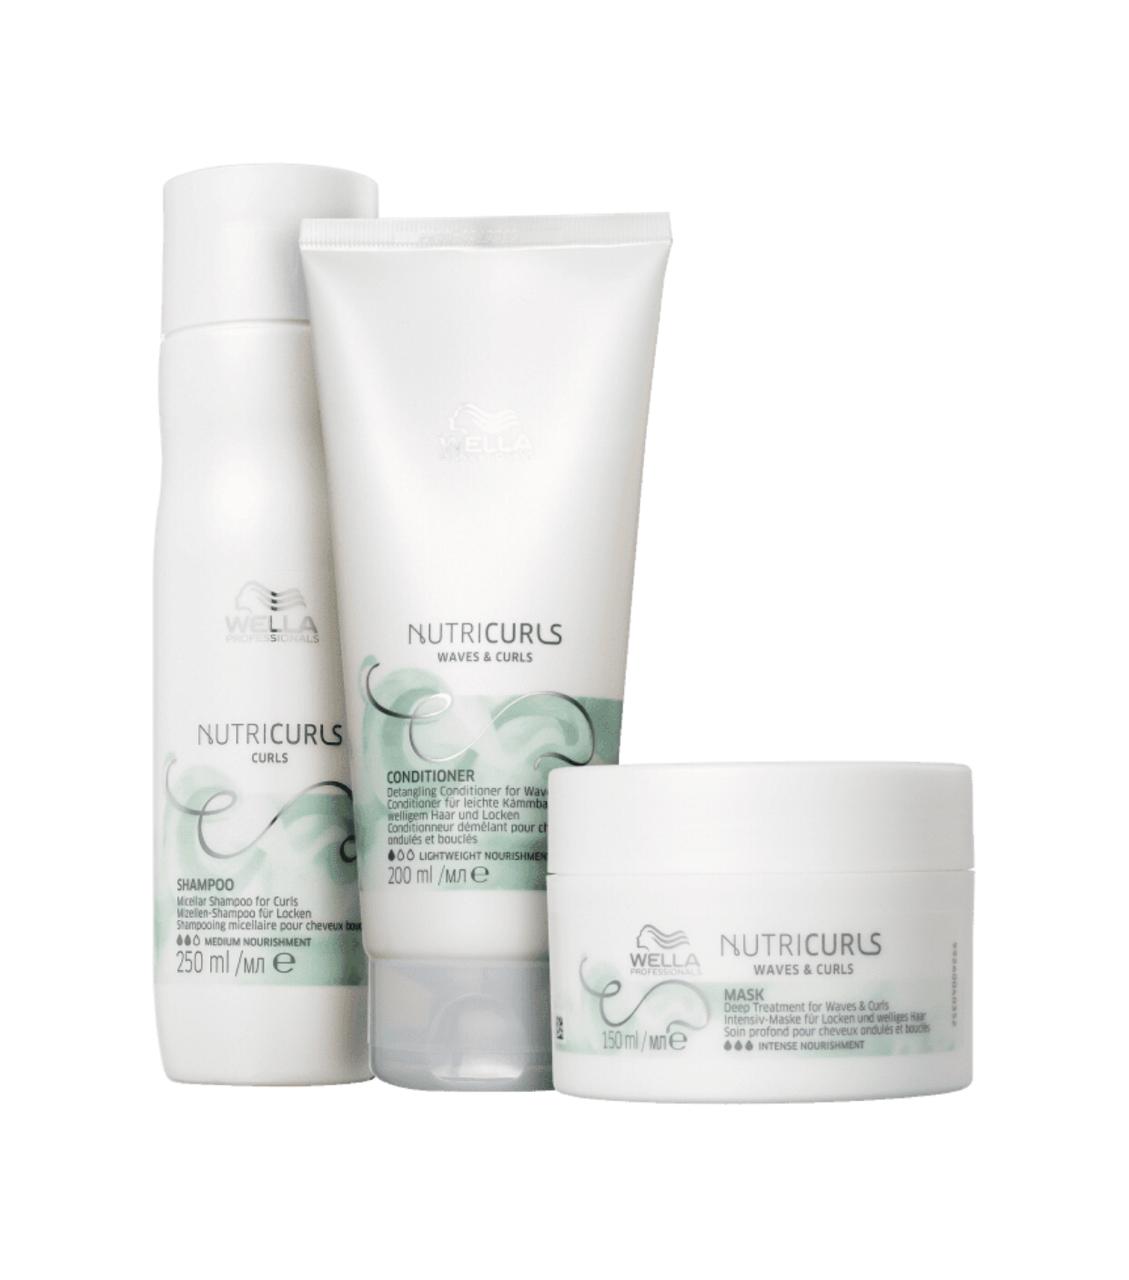 WELLA
PROFESSIONALS
NUTRICURLS
CURLS
SHAMPOO
Micellar Shampoo for Curls
Mizellen-Shampoo für Locken
Shampooing micellaire pour cheveux
MEDIUM NOURISHMENT
250 ml /мл e
WELLA
NUTRICURLS
WAVES & CURLS
CONDITIONER
Detangling Conditioner for
Conditioner für leichte
welligem Haar und Locken
Conditionneur démêlant pour
ondulés et bouclés
LIGHTWEIGHT NOURISHMEN
200 ml /мл e
WELLA
PROFESSIONALS
NUTRICURLS
WAVES & CURLS
MASK
Deep Treatment for Waves & Curls
Intensiv-Maske für Locken und welliges Haar
Soin profond pour cheveux ondulés et bouclés
INTENSE NOURISHMENT
150 ml / мл e